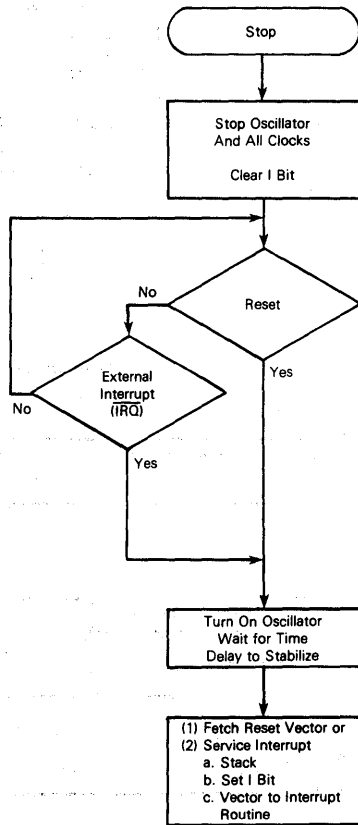 Stop
Stop Oscillator
And All Clocks
Clear I Bit
Reset
No
Yes
External
Interrupt
(IRQ)
No
Yes
Turn On Oscillator
Wait for Time
Delay to Stabilize
(1) Fetch Reset Vector or
(2) Service Interrupt
a. Stack
b. Set I Bit
c. Vector to Interrupt
Routine